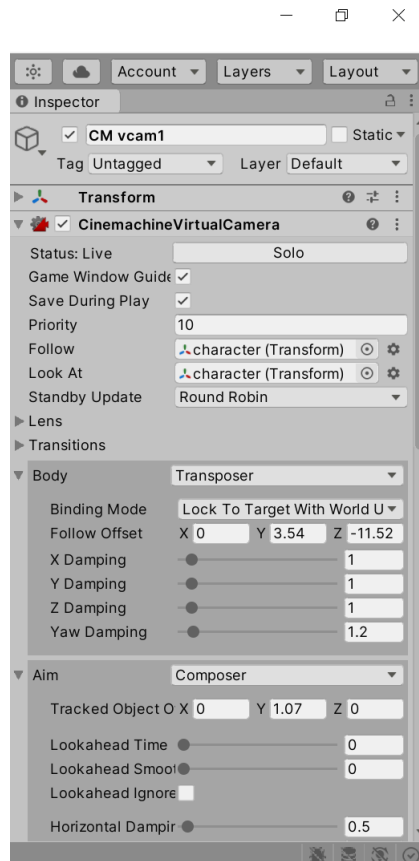 Account Layers Layout
Inspector
CM vcam1 Static
Tag Untagged Layer Default
Transform
CinemachineVirtualCamera
Status: Live Solo
Game Window Guide
Save During Play
Priority 10
Follow character (Transform)
Look At character (Transform)
Standby Update Round Robin
Lens
Transitions
Body Transposer
Binding Mode Lock To Target With World U
Follow Offset X 0 Y 3.54 Z -11.52
X Damping 1
Y Damping 1
Z Damping 1
Yaw Damping 1.2
Aim Composer
Tracked Object O X 0 Y 1.07 Z 0
Lookahead Time 0
Lookahead Smoot 0
Lookahead Ignore
Horizontal Dampir 0.5